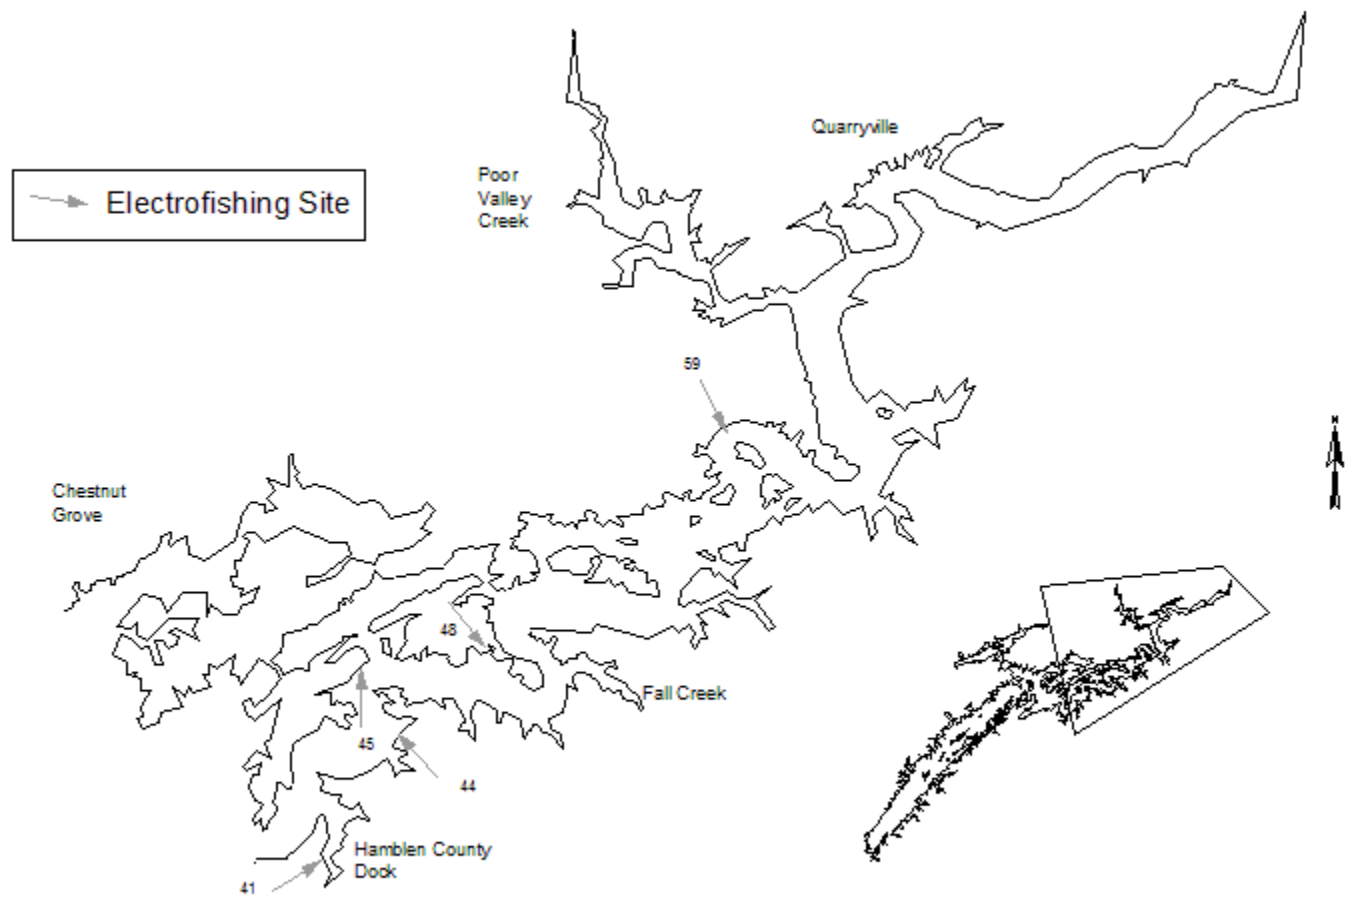 Quarryville
Poor
Valley
Creek
Electrofishing Site
59
N
Chestnut
Grove
48
Fall Creek
45
44
Hamblen County
Dock
41